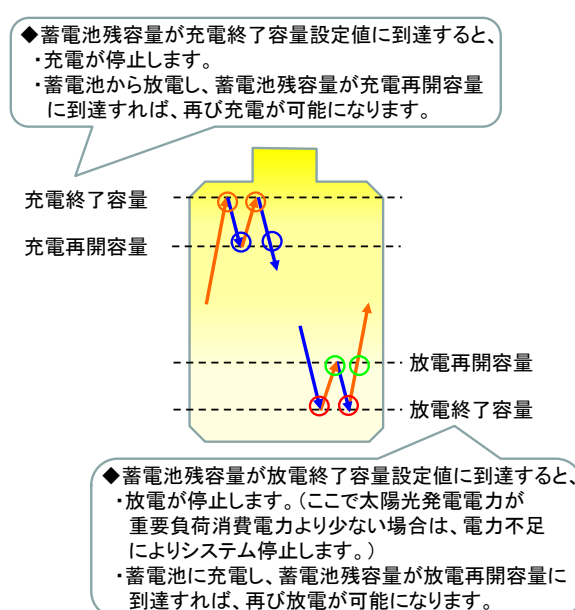 ◆蓄電池残容量が充電終了容量設定値に到達すると、
・充電が停止します。
・蓄電池から放電し、蓄電池残容量が充電再開容量
に到達すれば、再び充電が可能になります。
充電終了容量
充電再開容量
放電再開容量
放電終了容量
◆蓄電池残容量が放電終了容量設定値に到達すると、
・放電が停止します。（ここで太陽光発電電力が
重要負荷消費電力より少ない場合は、電力不足
によりシステム停止します。）
・蓄電池に充電し、蓄電池残容量が放電再開容量に
到達すれば、再び放電が可能になります。